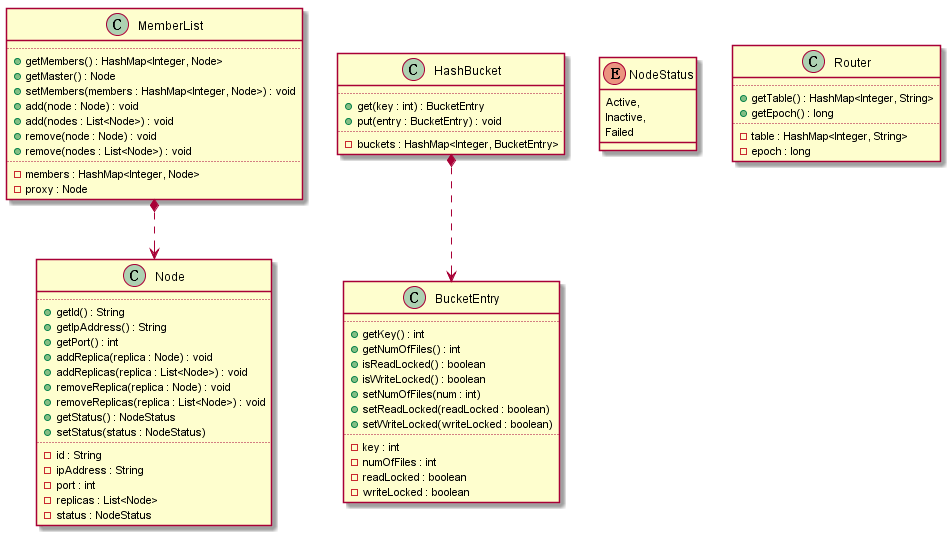 C MemberList
getMembers() : HashMap<Integer, Node>
getMaster() : Node
setMembers(members : HashMap<Integer, Node>) : void
add(node : Node) : void
add(nodes : List<Node>) : void
remove(node : Node) : void
remove(nodes : List<Node>) : void
members : HashMap<Integer, Node>
proxy : Node
C HashBucket
get(key : int) : BucketEntry
put(entry : BucketEntry) : void
buckets : HashMap<Integer, BucketEntry>
E NodeStatus
Active,
Inactive,
Failed
C Router
getTable() : HashMap<Integer, String>
getEpoch() : long
table : HashMap<Integer, String>
epoch : long
C Node
getId() : String
getIpAddress() : String
getPort() : int
addReplica(replica : Node) : void
addReplicas(replica : List<Node>) : void
removeReplica(replica : Node) : void
removeReplicas(replica : List<Node>) : void
getStatus() : NodeStatus
setStatus(status : NodeStatus)
id : String
ipAddress : String
port : int
replicas : List<Node>
status : NodeStatus
C BucketEntry
getKey() : int
getNumOfFiles() : int
isReadLocked() : boolean
isWriteLocked() : boolean
setNumOfFiles(num : int)
setReadLocked(readLocked : boolean)
setWriteLocked(writeLocked : boolean)
key : int
numOfFiles : int
readLocked : boolean
writeLocked : boolean